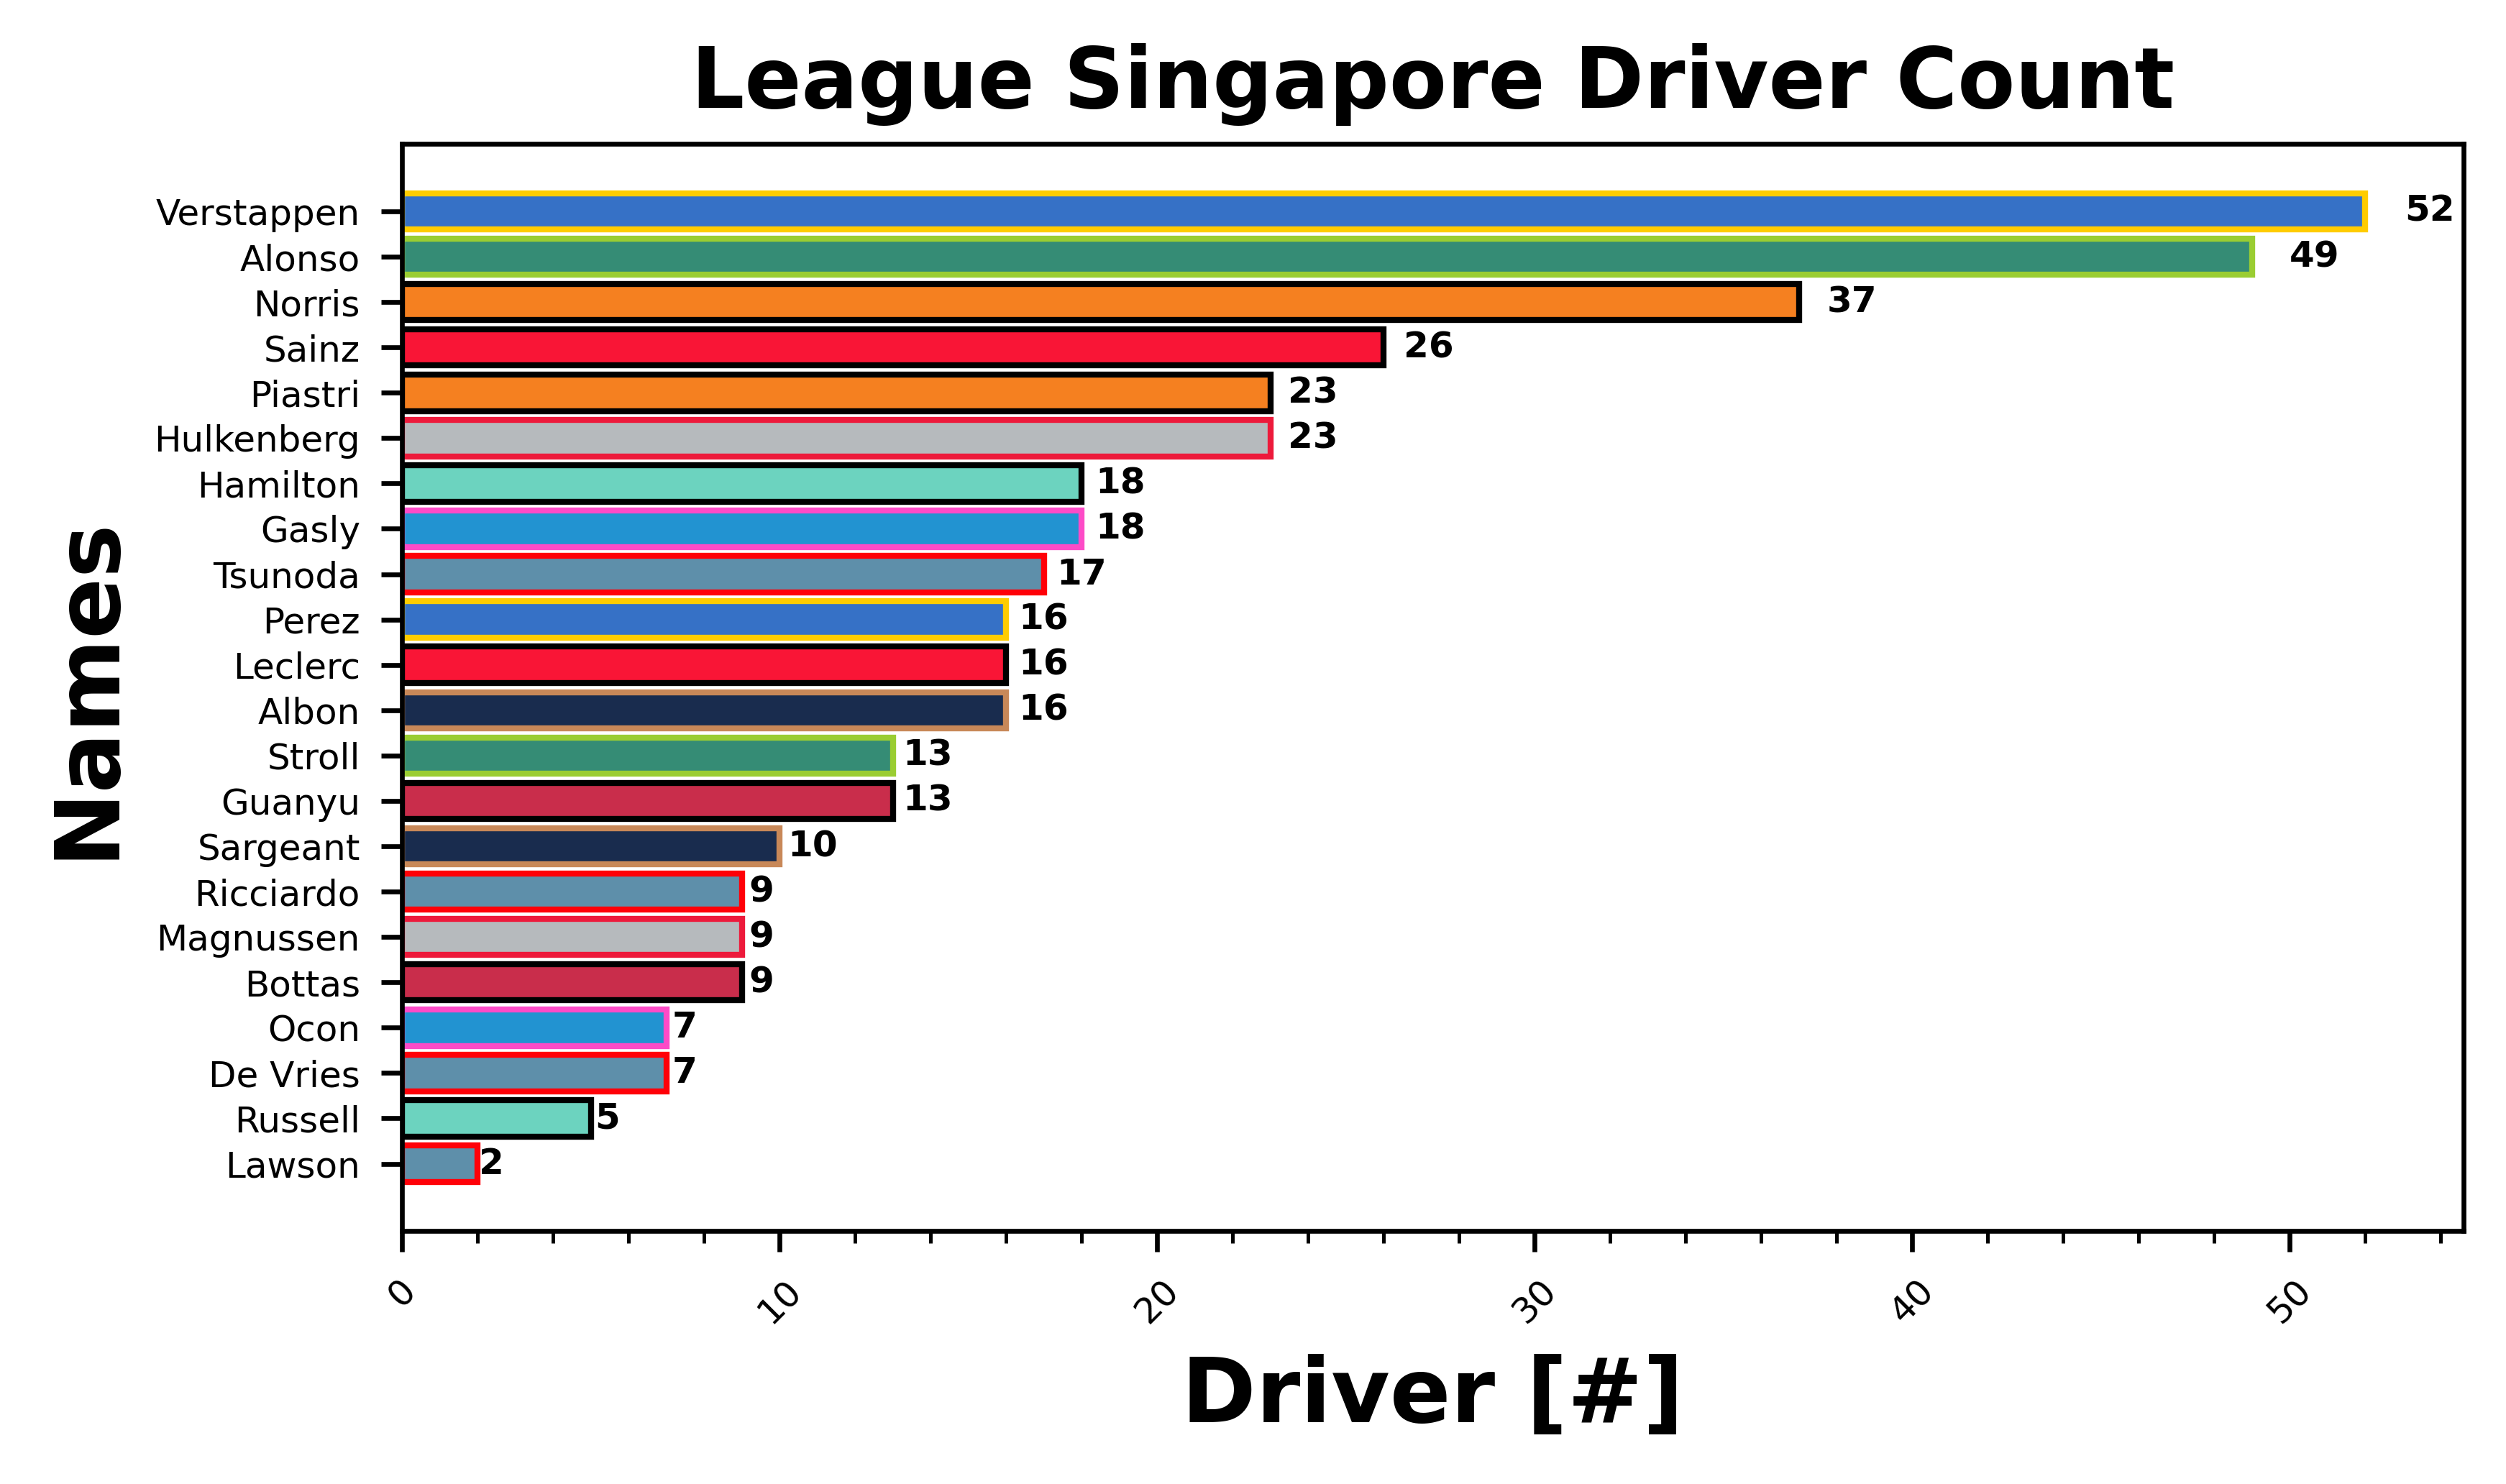 League Singapore Driver Count
Names
Verstappen 52
Alonso 49
Norris 37
Sainz 26
Piastri 23
Hulkenberg 23
Hamilton 18
Gasly 18
Tsunoda 17
Perez 16
Leclerc 16
Albon 16
Stroll 13
Guanyu 13
Sargeant 10
Ricciardo 9
Magnussen 9
Bottas 9
Ocon 7
De Vries 7
Russell 5
Lawson 2
0 10 20 30 40 50
Driver [#]